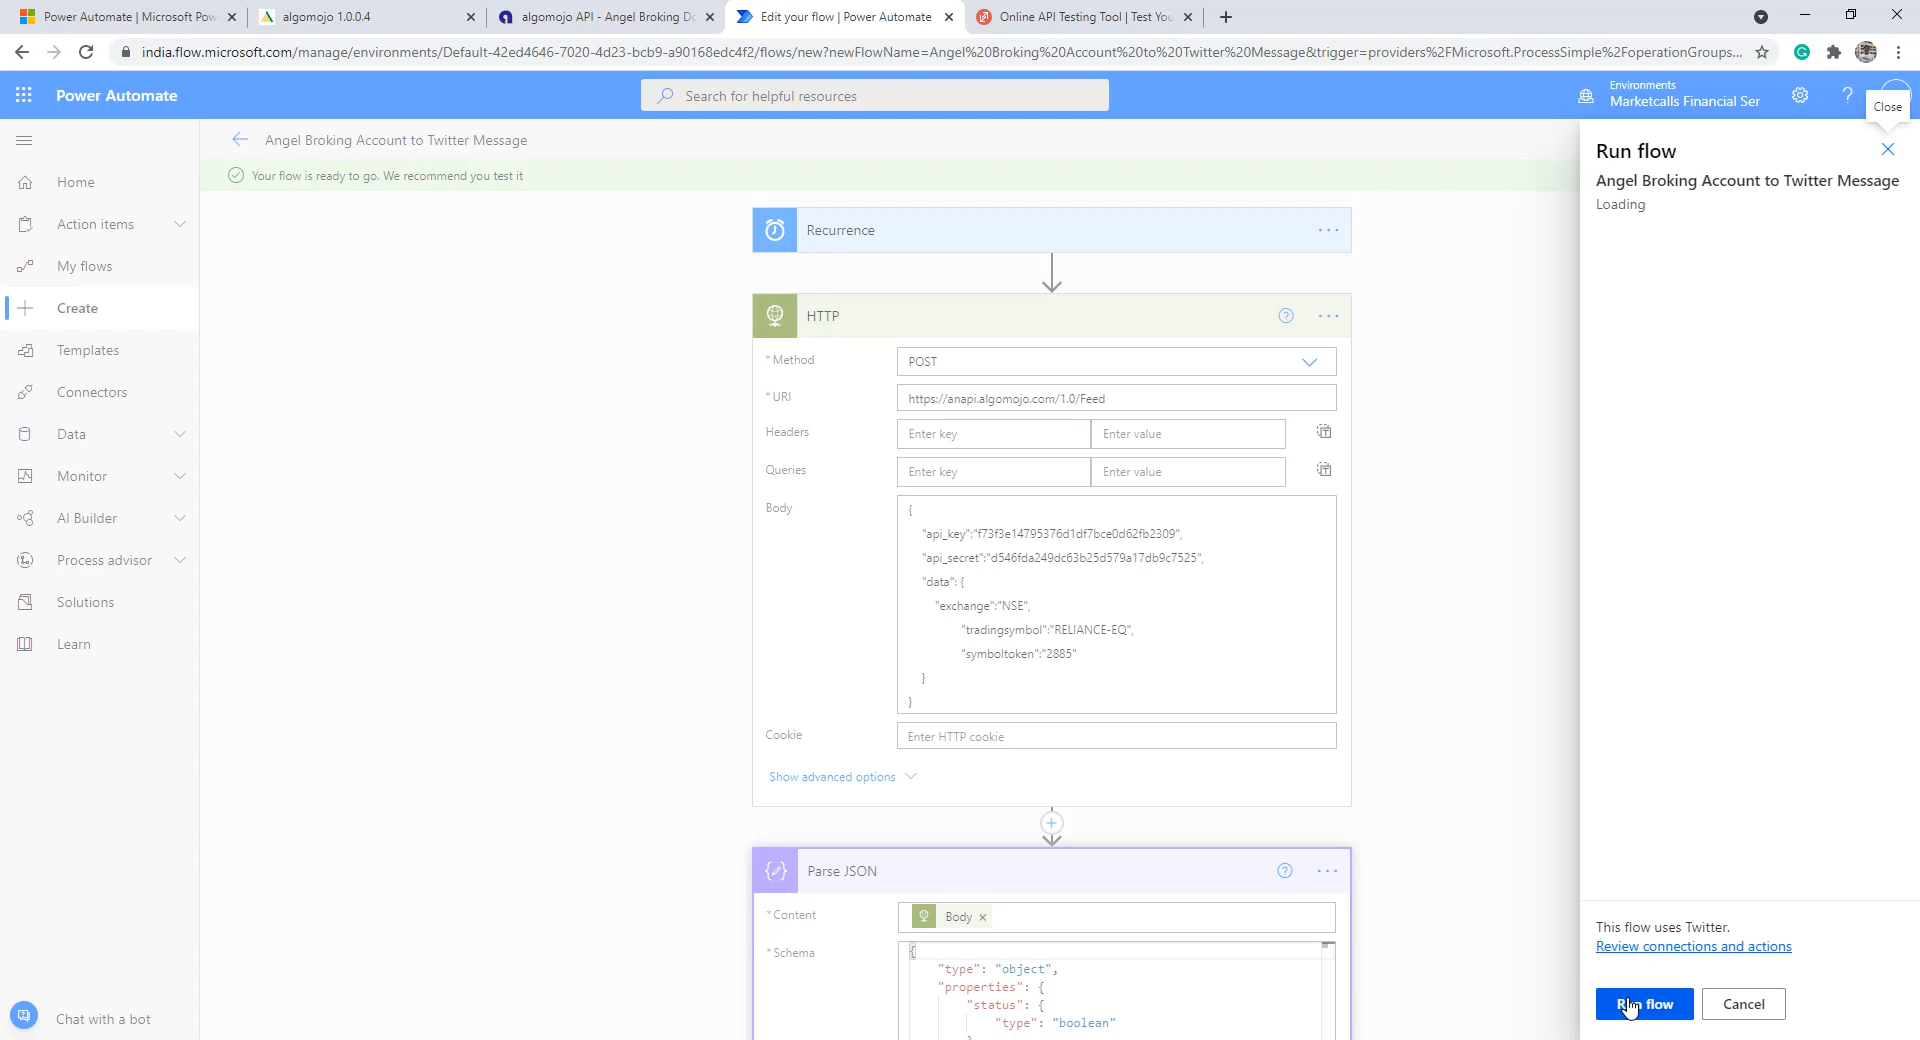 Power Automate | Microsoft Pow
algomojo 1.0.0.4
algomojo API - Angel Broking Do
Edit your flow | Power Automate
Online API Testing Tool | Test You
india.flow.microsoft.com/manage/environments/Default-42ed4646-7020-4d23-bcb9-a90168edc4f2/flows/new?newFlowName=Angel%20Broking%20Account%20to%20Twitter%20Message&trigger=providers%2FMicrosoft.ProcessSimple%2FoperationGroups...
Power Automate
Search for helpful resources
Environments
Marketcalls Financial Ser
?
Close
Angel Broking Account to Twitter Message
Your flow is ready to go. We recommend you test it
Home
Action items
My flows
Create
Templates
Connectors
Data
Monitor
AI Builder
Process advisor
Solutions
Learn
Chat with a bot
Recurrence
HTTP
* Method
POST
* URI
https://anapi.algomojo.com/1.0/Feed
Headers
Enter key
Enter value
Queries
Enter key
Enter value
Body
{
"api_key":"f73f3e14795376d1df7bce0d62fb2309",
"api_secret":"d546fda249dc63b25d579a17db9c7525",
"data": {
"exchange":"NSE",
"tradingsymbol":"RELIANCE-EQ",
"symboltoken":"2885"
}
}
Cookie
Enter HTTP cookie
Show advanced options
Parse JSON
* Content
Body
* Schema
{
"type": "object",
"properties": {
"status": {
"type": "boolean"
Run flow
Angel Broking Account to Twitter Message
Loading
This flow uses Twitter.
Review connections and actions
Run flow
Cancel